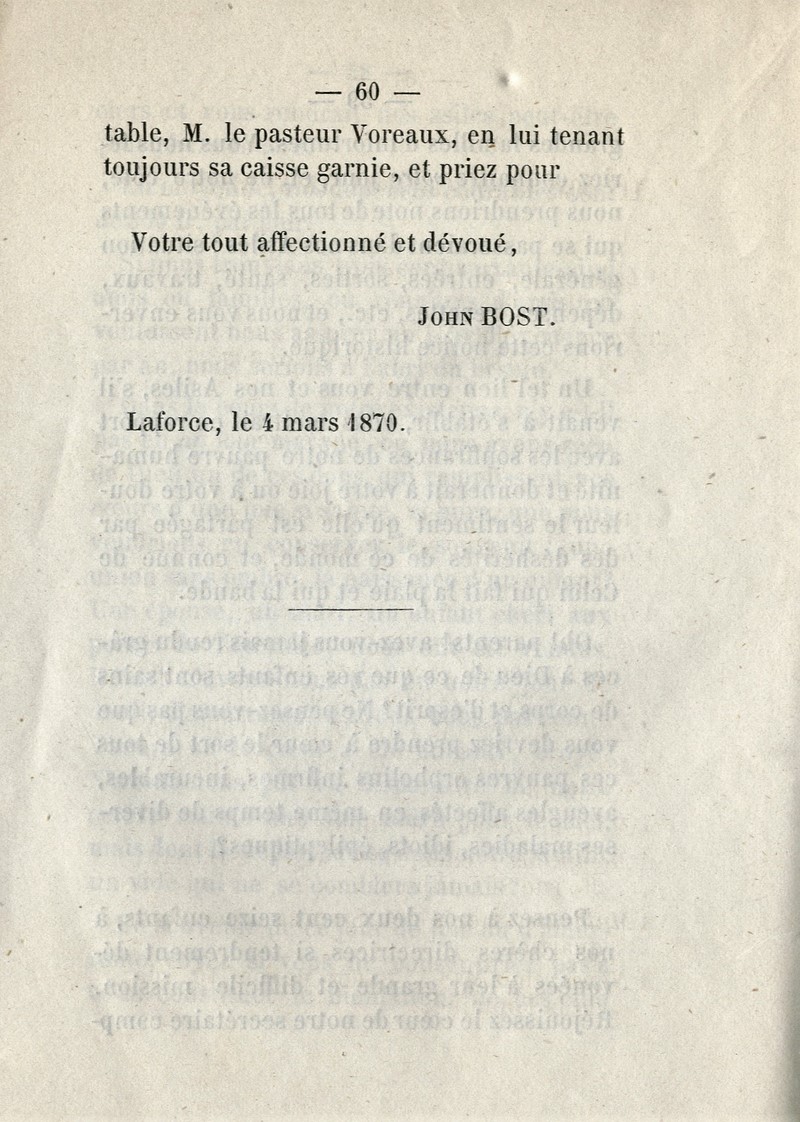 — 60 —
table, M. le pasteur Voreaux, en lui tenant
toujours sa caisse garnie, et priez pour
Votre tout affectionné et dévoué,
JOHN BOST.
Laforce, le 4 mars 1870.